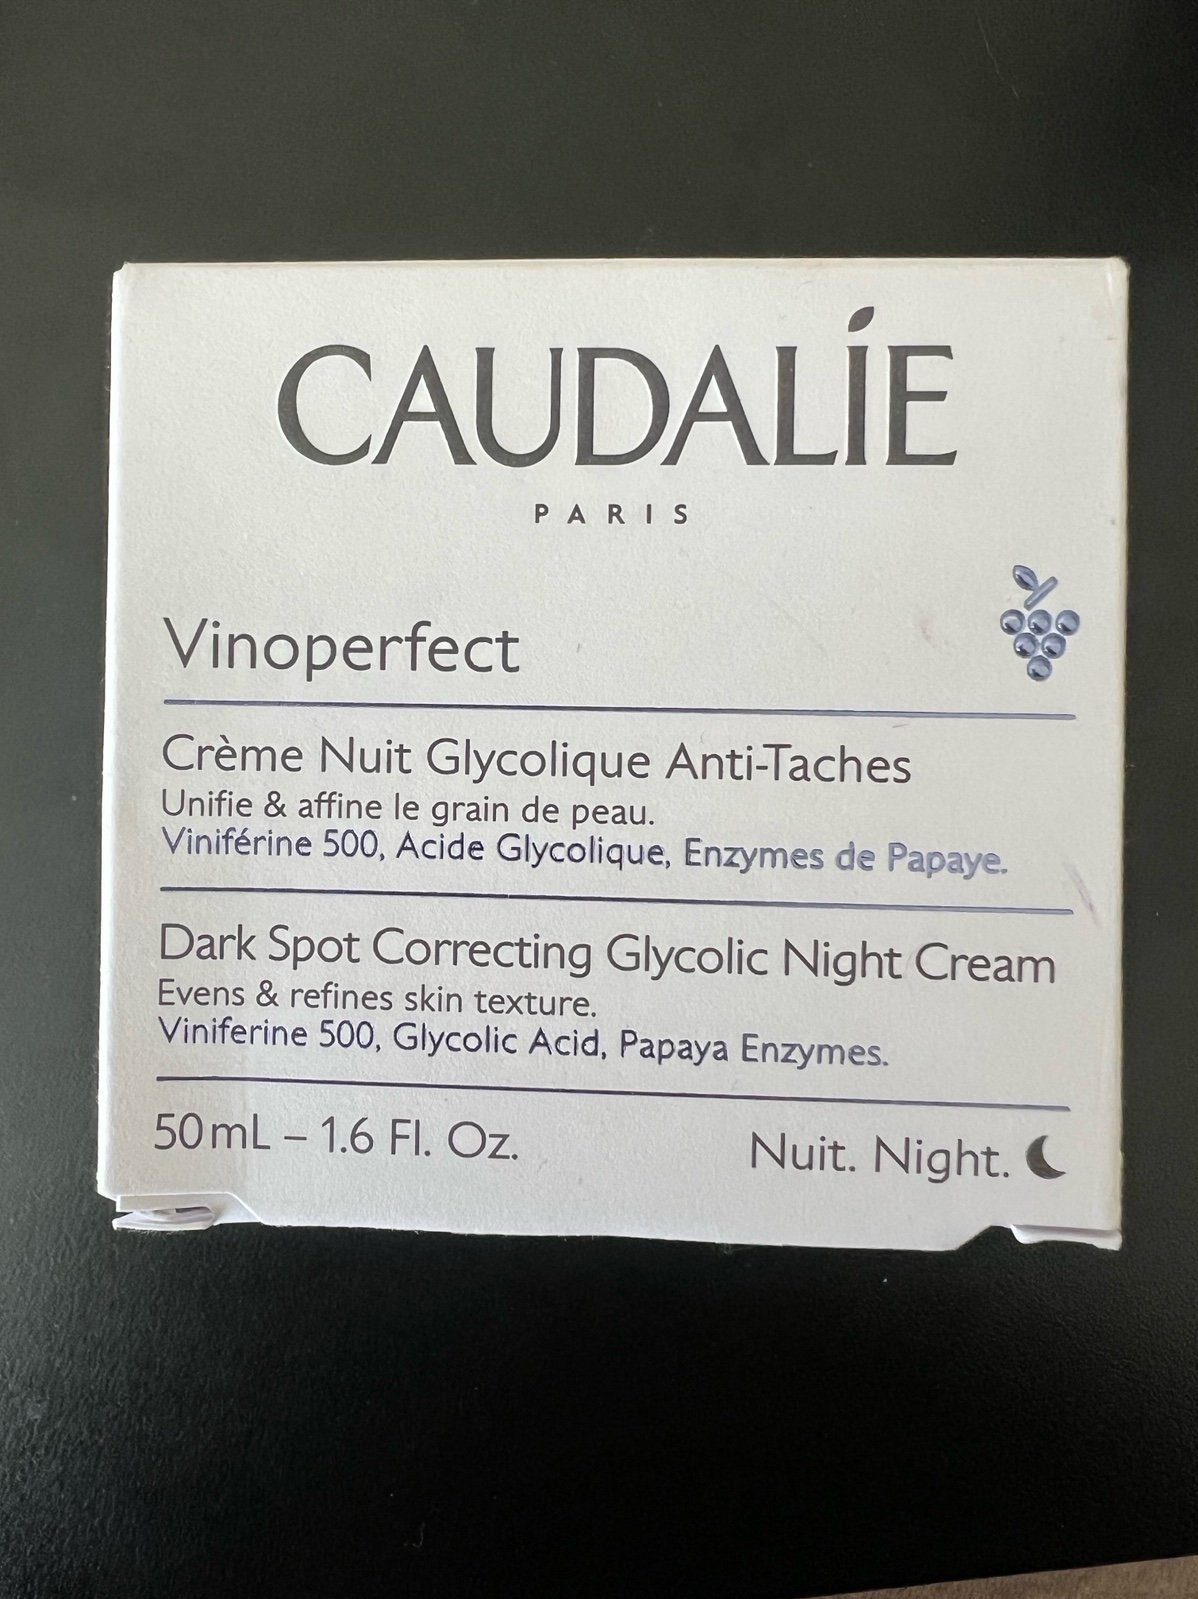 CAUDALÍE
PARIS
Vinoperfect
Crème Nuit Glycolique Anti-Taches
Unifie & affine le grain de peau.
Viniférine 500, Acide Glycolique, Enzymes de Papaye.
Dark Spot Correcting Glycolic Night Cream
Evens & refines skin texture.
Viniferine 500, Glycolic Acid, Papaya Enzymes.
50 mL – 1.6 Fl. Oz.
Nuit. Night.